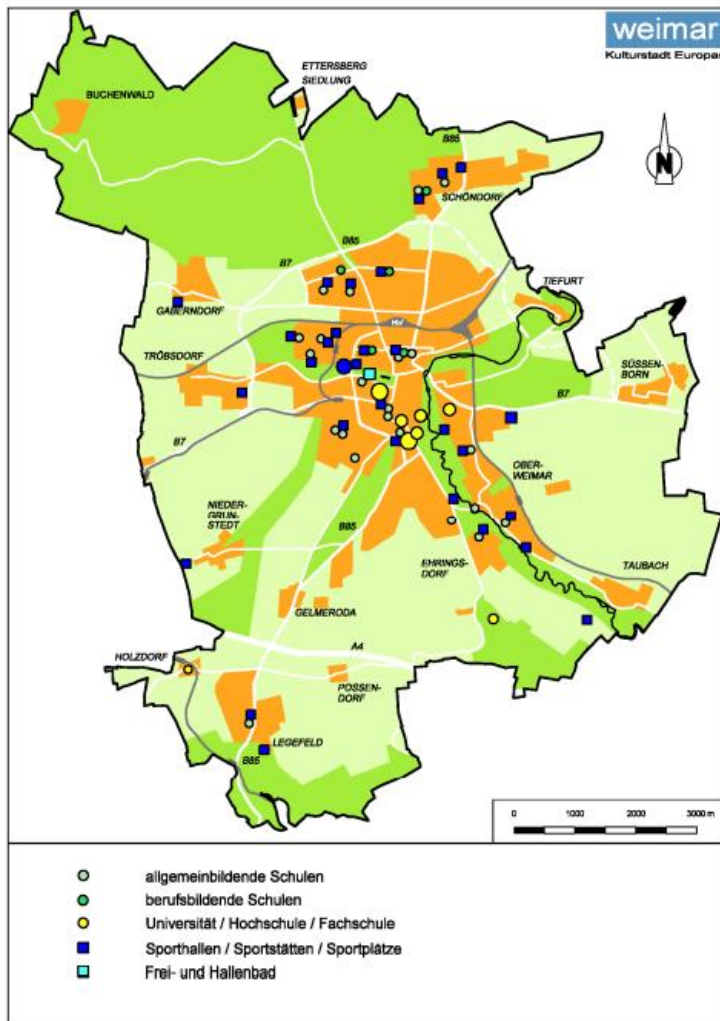 weimar
Kulturstadt Europas
ETTERSBERG
SIEDLUNG
BUCHENWALD
B85
N
SCHÖNDORF
B85
B7
TIEFURT
GABERNDORF
Hbf
TRÖBSDORF
SÜSSEN-
BORN
B7
B7
OBER-
WEIMAR
NIEDER-
GRUN-
STEDT
B85
EHRINGS-
DORF
TAUBACH
GELMERODA
A4
HOLZDORF
POSSEN-
DORF
LEGEFELD
B85
0 1000 2000 3000 m
allgemeinbildende Schulen
berufsbildende Schulen
Universität / Hochschule / Fachschule
Sporthallen / Sportstätten / Sportplätze
Frei- und Hallenbad